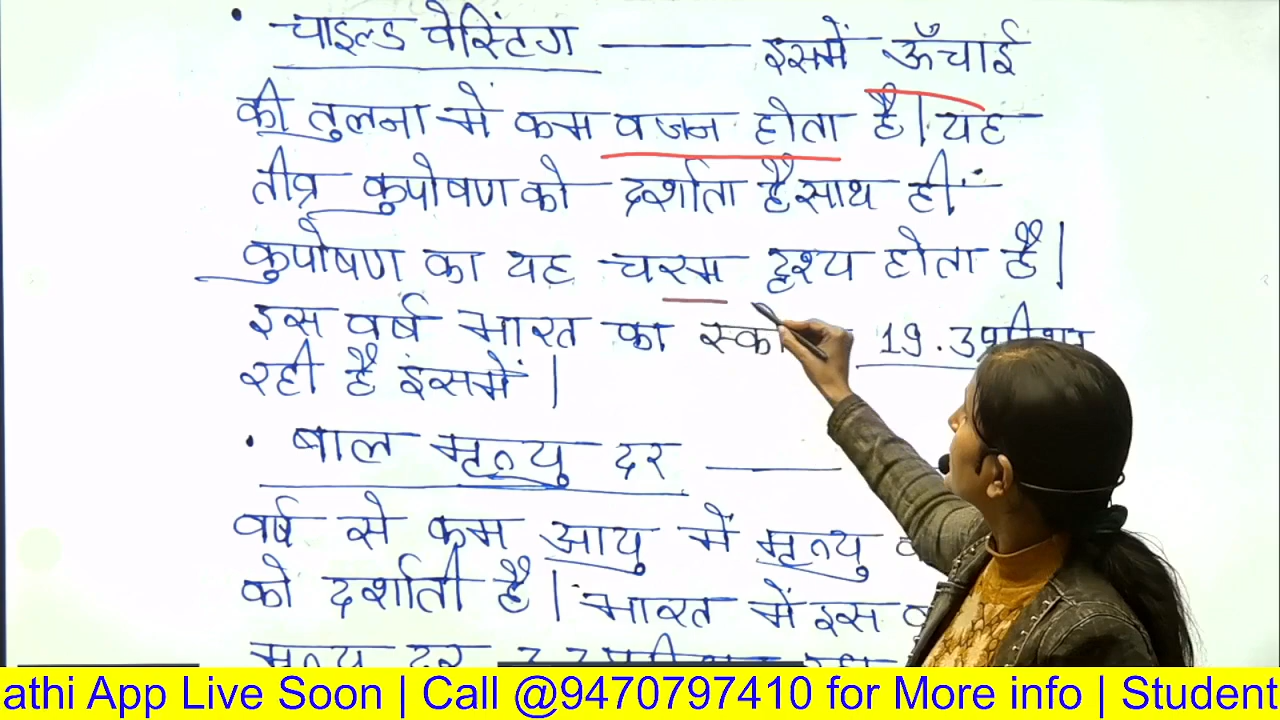 • चाइल्ड वेस्टिंग —— इसमें ऊँचाई
की तुलना में कम वजन होता है। यह
तीव्र कुपोषण को दर्शाता है साथ ही
कुपोषण का यह चरम दृश्य होता है।
इस वर्ष भारत का 19.3
रही है इसमें।
• बाल मृत्यु दर ——
वर्ष से कम आयु में मृत्यु
को दर्शाती है। भारत में इस
मृत्यु दर
athi App Live Soon | Call @9470797410 for More info | Student